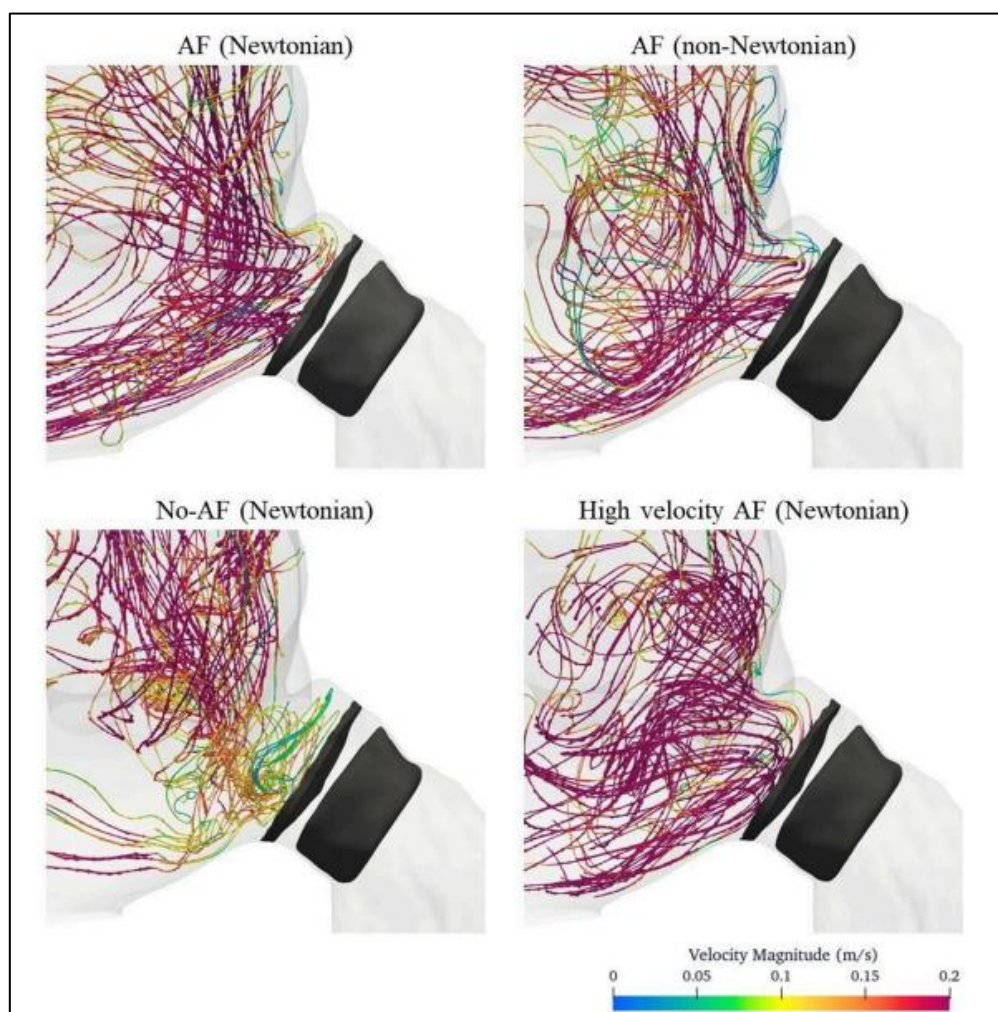 AF (Newtonian)
AF (non-Newtonian)
No-AF (Newtonian)
High velocity AF (Newtonian)
Velocity Magnitude (m/s)
0 0.05 0.1 0.15 0.2